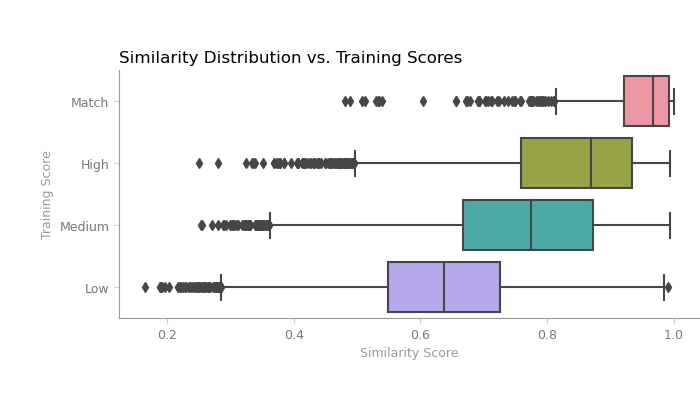 Similarity Distribution vs. Training Scores
Training Score
Match
High
Medium
Low
0.2 0.4 0.6 0.8 1.0
Similarity Score